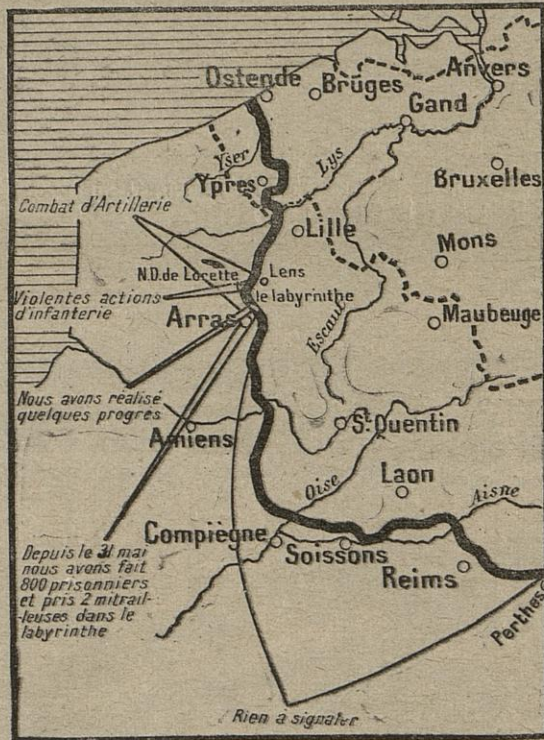 Ostende
Bruges
Anvers
Gand
Yser
Lys
Ypres
Bruxelles
Combat d'Artillerie
Lille
Mons
N.D. de Lorette
Lens
le labyrinthe
Violentes actions
d'infanterie
Arras
Escaut
Maubeuge
Nous avons réalisé
quelques progrès
Amiens
St Quentin
Oise
Laon
Aisne
Compiègne
Soissons
Reims
Depuis le 31 mai
nous avons fait
800 prisonniers
et pris 2 mitrail-
-leuses dans le
labyrinthe
Perthes
Rien à signaler